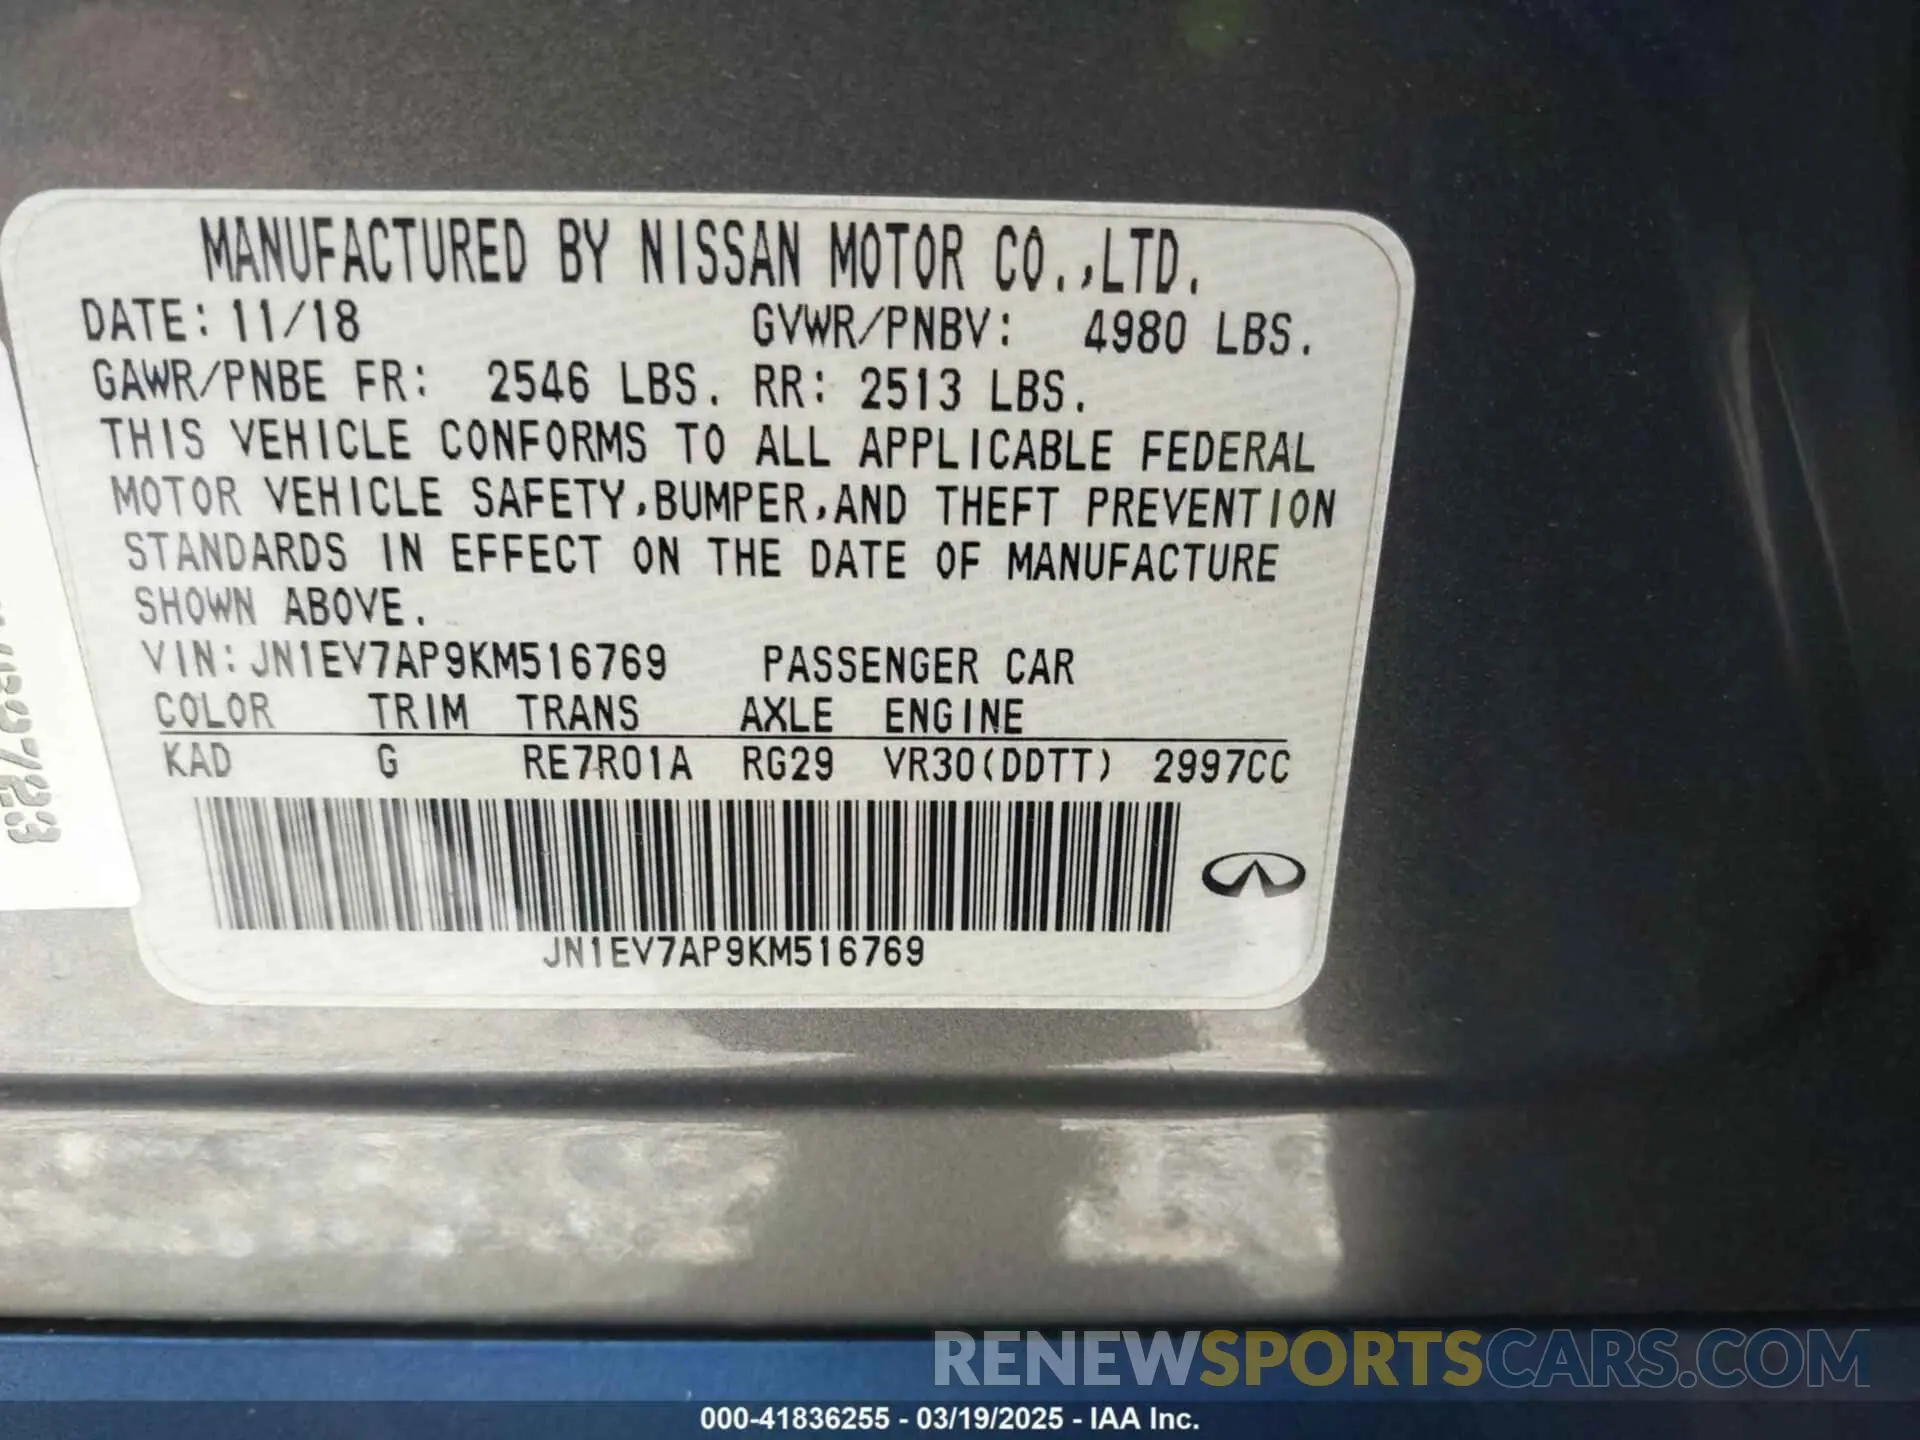 MANUFACTURED BY NISSAN MOTOR CO.,LTD.
DATE: 11/18 GVWR/PNBV: 4980 LBS.
GAWR/PNBE FR: 2546 LBS. RR: 2513 LBS.
THIS VEHICLE CONFORMS TO ALL APPLICABLE FEDERAL
MOTOR VEHICLE SAFETY,BUMPER,AND THEFT PREVENTION
STANDARDS IN EFFECT ON THE DATE OF MANUFACTURE
SHOWN ABOVE.
VIN: JN1EV7AP9KM516769 PASSENGER CAR
COLOR TRIM TRANS AXLE ENGINE
KAD G RE7R01A RG29 VR30(DDTT) 2997CC
JN1EV7AP9KM516769
RENEWSPORTSCARS.COM
000-41836255 - 03/19/2025 - IAA Inc.